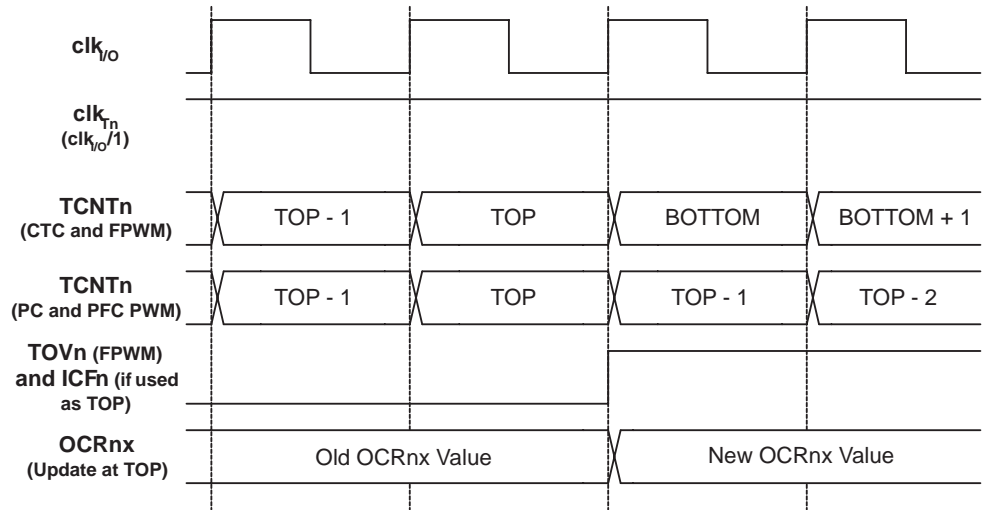 clkI/O
clkTn
(clkI/O/1)
TCNTn
(CTC and FPWM)
TOP - 1
TOP
BOTTOM
BOTTOM + 1
TCNTn
(PC and PFC PWM)
TOP - 1
TOP
TOP - 1
TOP - 2
TOVn (FPWM)
and ICFn (if used
as TOP)
OCRnx
(Update at TOP)
Old OCRnx Value
New OCRnx Value